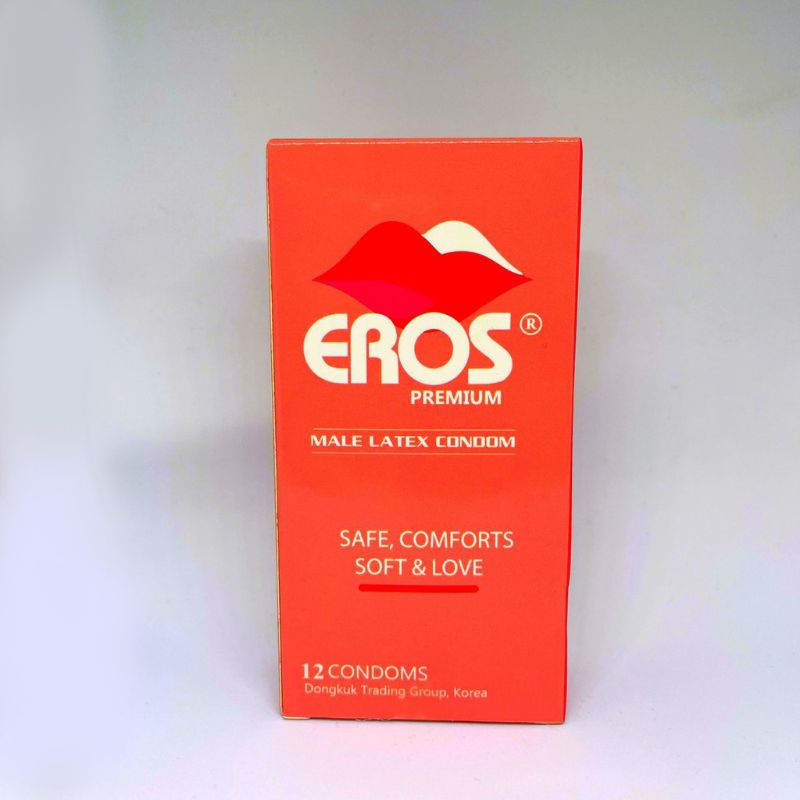 EROS®
PREMIUM
MALE LATEX CONDOM
SAFE, COMFORTS
SOFT & LOVE
12 CONDOMS
Dongkuk Trading Group, Korea